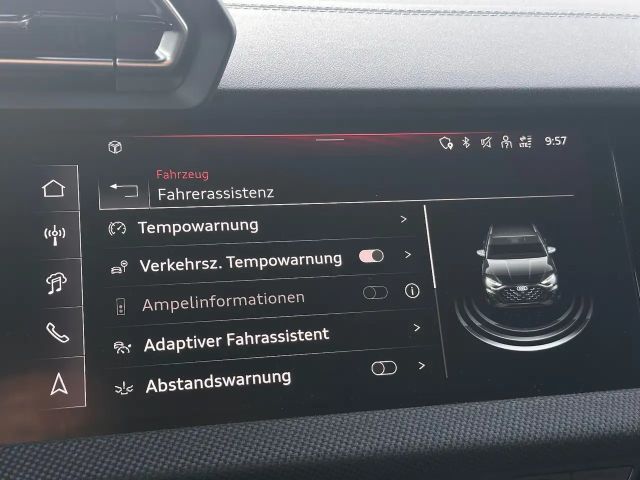 9:57
Fahrzeug
Fahrerassistenz
Tempowarnung
Verkehrsz. Tempowarnung
Ampelinformationen
Adaptiver Fahrassistent
Abstandswarnung